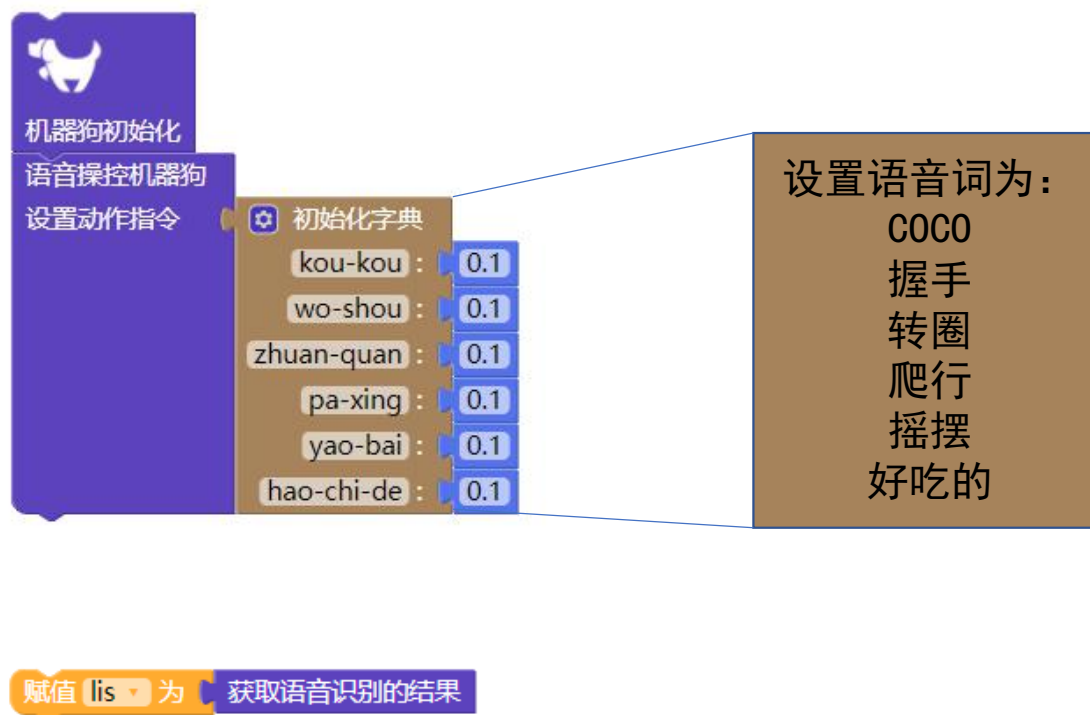 机器狗初始化
语音操控机器狗
设置动作指令 初始化字典
kou-kou : 0.1
wo-shou : 0.1
zhuan-quan : 0.1
pa-xing : 0.1
yao-bai : 0.1
hao-chi-de : 0.1
设置语音词为：
COCO
握手
转圈
爬行
摇摆
好吃的
赋值 lis 为 获取语音识别的结果